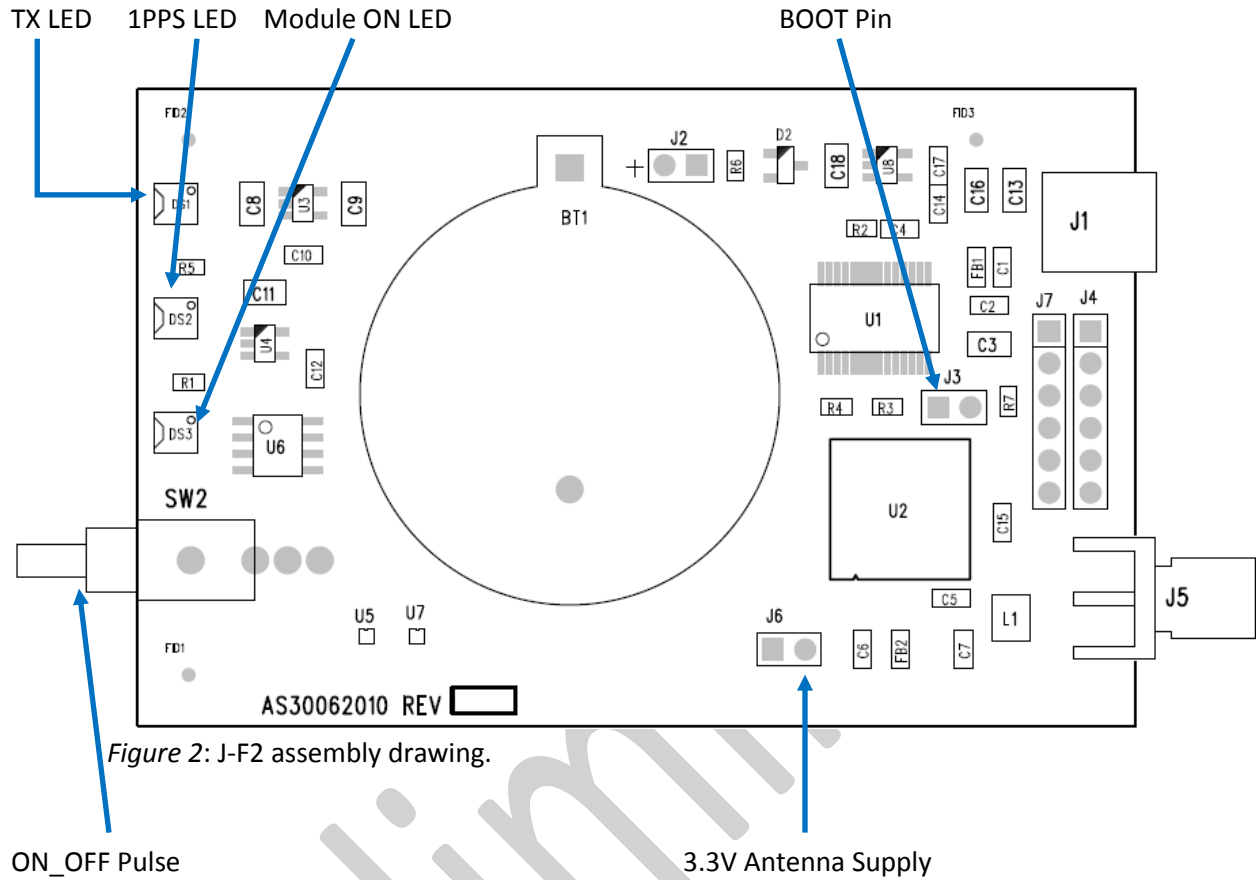 TX LED 1PPS LED Module ON LED BOOT Pin
FID2 FID3
J2 D2
+ R6 C18 U8 C17
DS1 C8 U3 C9 C14 C16 C13
BT1 J1
R2 C4
R5 C10 FB1 C1
C11 C2 J7 J4
DS2 U1
U4 C3
C12
R1 J3
R4 R3 R7
DS3 U6
SW2 U2 C15
C5 J5
U5 U7 J6 L1
FID1 C6 FB2 C7
AS30062010 REV
Figure 2: J-F2 assembly drawing.
ON_OFF Pulse 3.3V Antenna Supply